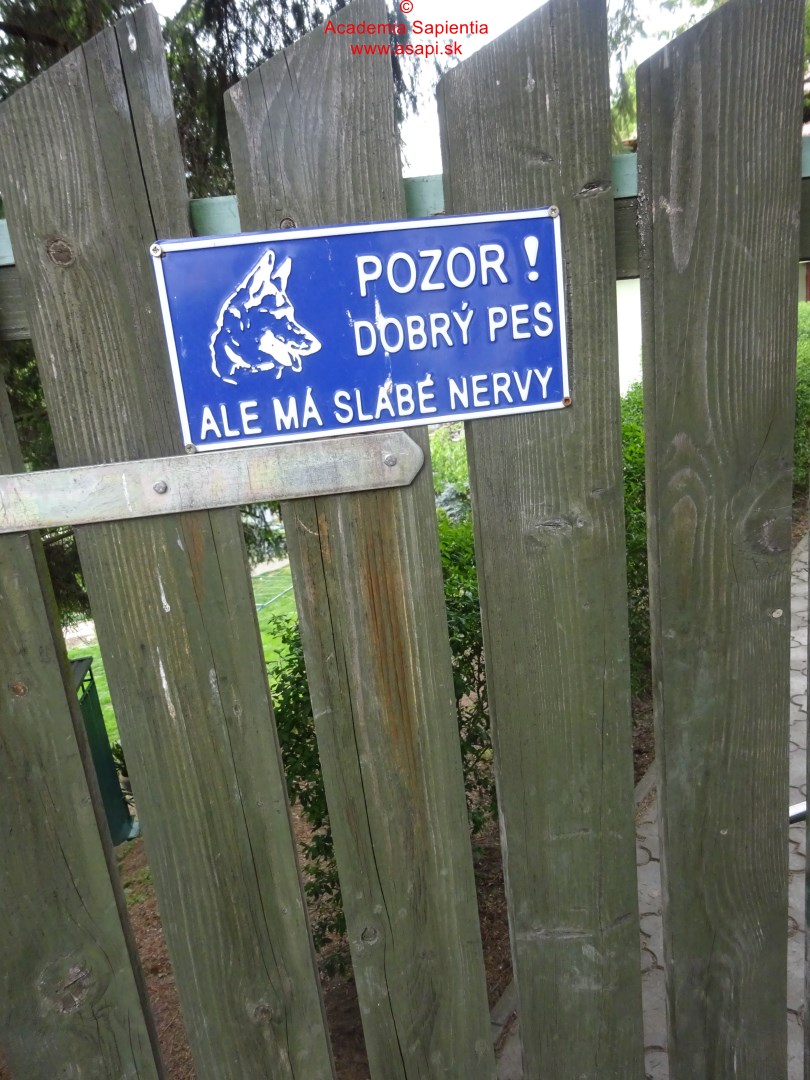 ©
Academia Sapientia
www.asapi.sk
POZOR !
DOBRÝ PES
ALE MÁ SLABÉ NERVY